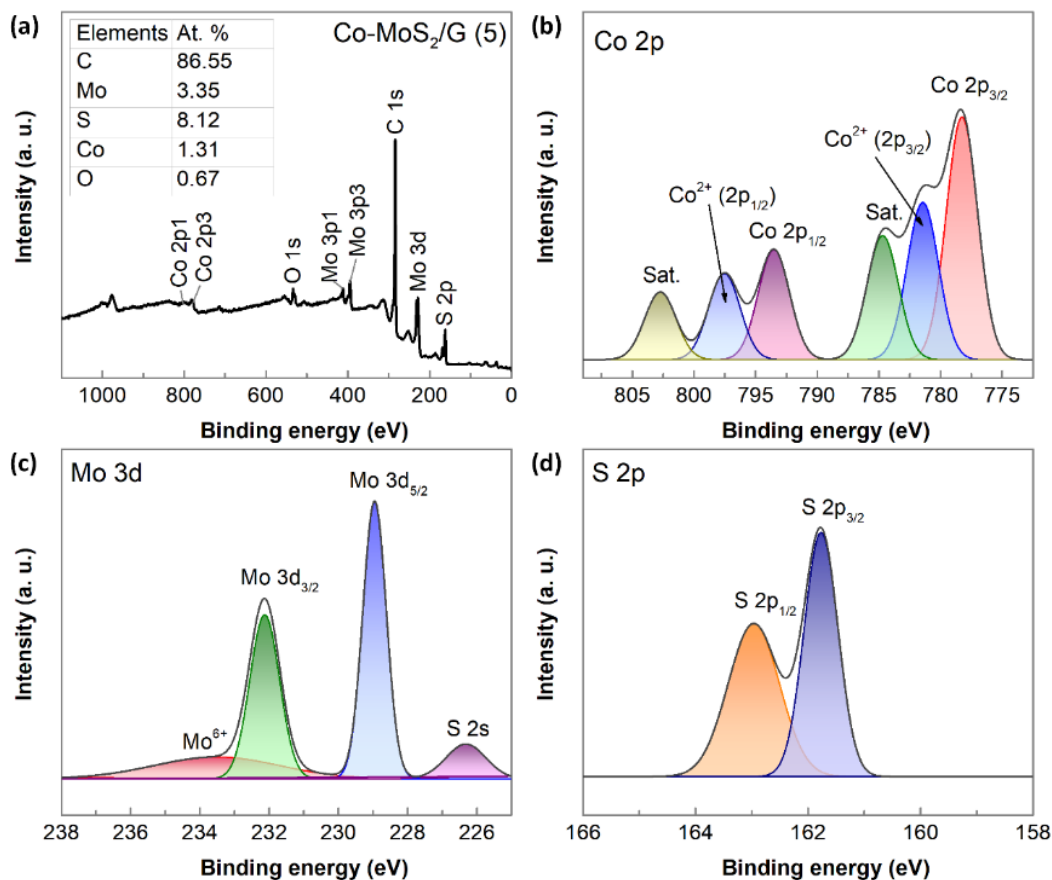 (a)
Co-MoS₂/G (5)
Elements At. %
C 86.55
Mo 3.35
S 8.12
Co 1.31
O 0.67
Co 2p1
Co 2p3
O 1s
Mo 3p1
Mo 3p3
C 1s
Mo 3d
S 2p
Intensity (a. u.)
1000 800 600 400 200 0
Binding energy (eV)
(b)
Co 2p
Co 2p₃/₂
Co²⁺ (2p₃/₂)
Sat.
Co²⁺ (2p₁/₂)
Co 2p₁/₂
Sat.
Intensity (a. u.)
805 800 795 790 785 780 775
Binding energy (eV)
(c)
Mo 3d
Mo 3d₅/₂
Mo 3d₃/₂
Mo⁶⁺
S 2s
Intensity (a. u.)
238 236 234 232 230 228 226
Binding energy (eV)
(d)
S 2p
S 2p₃/₂
S 2p₁/₂
Intensity (a. u.)
166 164 162 160 158
Binding energy (eV)